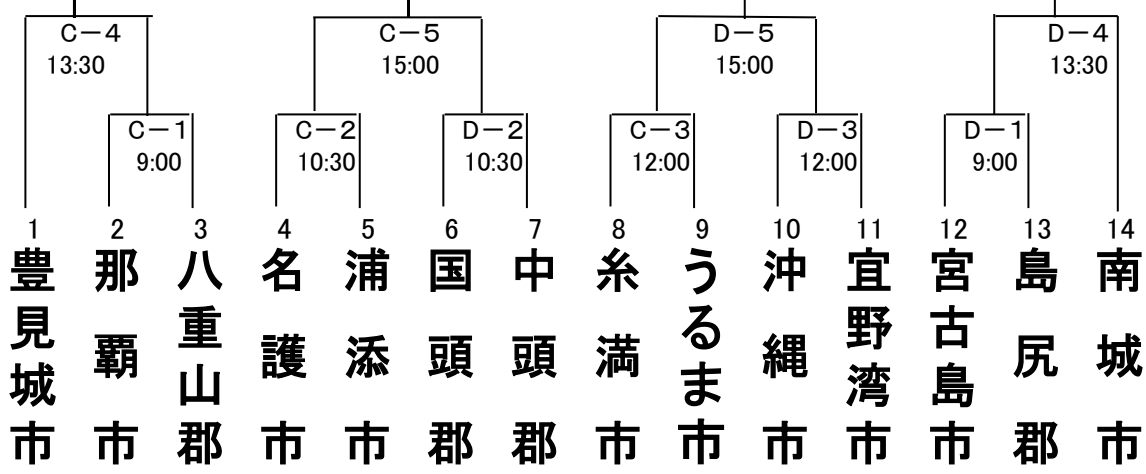 C－4
13:30
C－5
15:00
D－5
15:00
D－4
13:30
C－1
9:00
C－2
10:30
D－2
10:30
C－3
12:00
D－3
12:00
D－1
9:00
1
豊見城市
2
那覇市
3
八重山郡
4
名護市
5
浦添市
6
国頭郡
7
中頭郡
8
糸満市
9
うるま市
10
沖縄市
11
宜野湾市
12
宮古島市
13
島尻郡
14
南城市